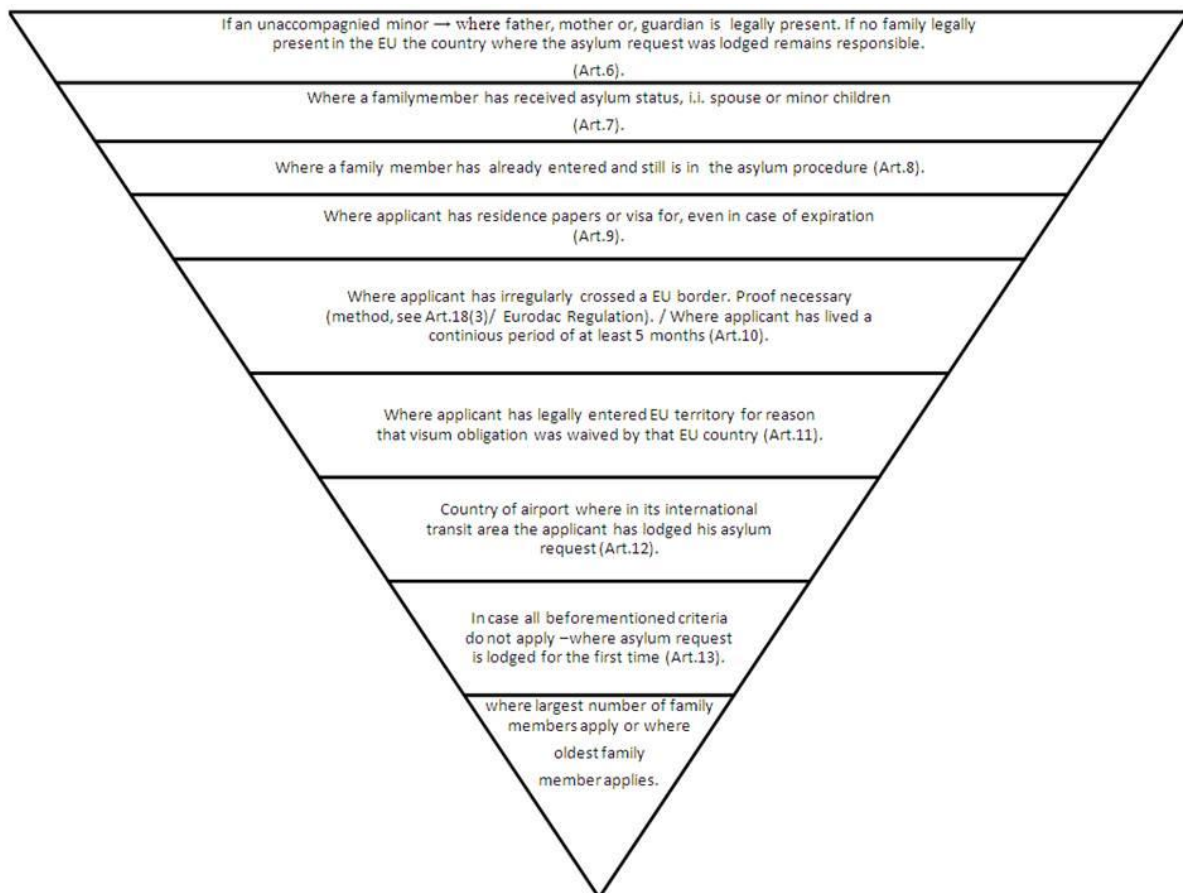 If an unaccompagnied minor → where father, mother or, guardian is legally present. If no family legally
present in the EU the country where the asylum request was lodged remains responsible.
(Art.6).
Where a familymember has received asylum status, i.i. spouse or minor children
(Art.7).
Where a family member has already entered and still is in the asylum procedure (Art.8).
Where applicant has residence papers or visa for, even in case of expiration
(Art.9).
Where applicant has irregularly crossed a EU border. Proof necessary
(method, see Art.18(3)/ Eurodac Regulation). / Where applicant has lived a
continious period of at least 5 months (Art.10).
Where applicant has legally entered EU territory for reason
that visum obligation was waived by that EU country (Art.11).
Country of airport where in its international
transit area the applicant has lodged his asylum
request (Art.12).
In case all beforementioned criteria
do not apply –where asylum request
is lodged for the first time (Art.13).
where largest number of family
members apply or where
oldest family
member applies.